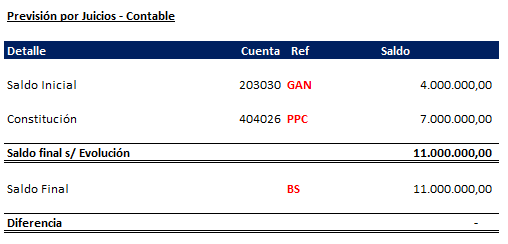 Previsión por Juicios - Contable
Detalle Cuenta Ref Saldo
Saldo Inicial 203030 GAN 4.000.000,00
Constitución 404026 PPC 7.000.000,00
Saldo final s/ Evolución 11.000.000,00
Saldo Final BS 11.000.000,00
Diferencia -